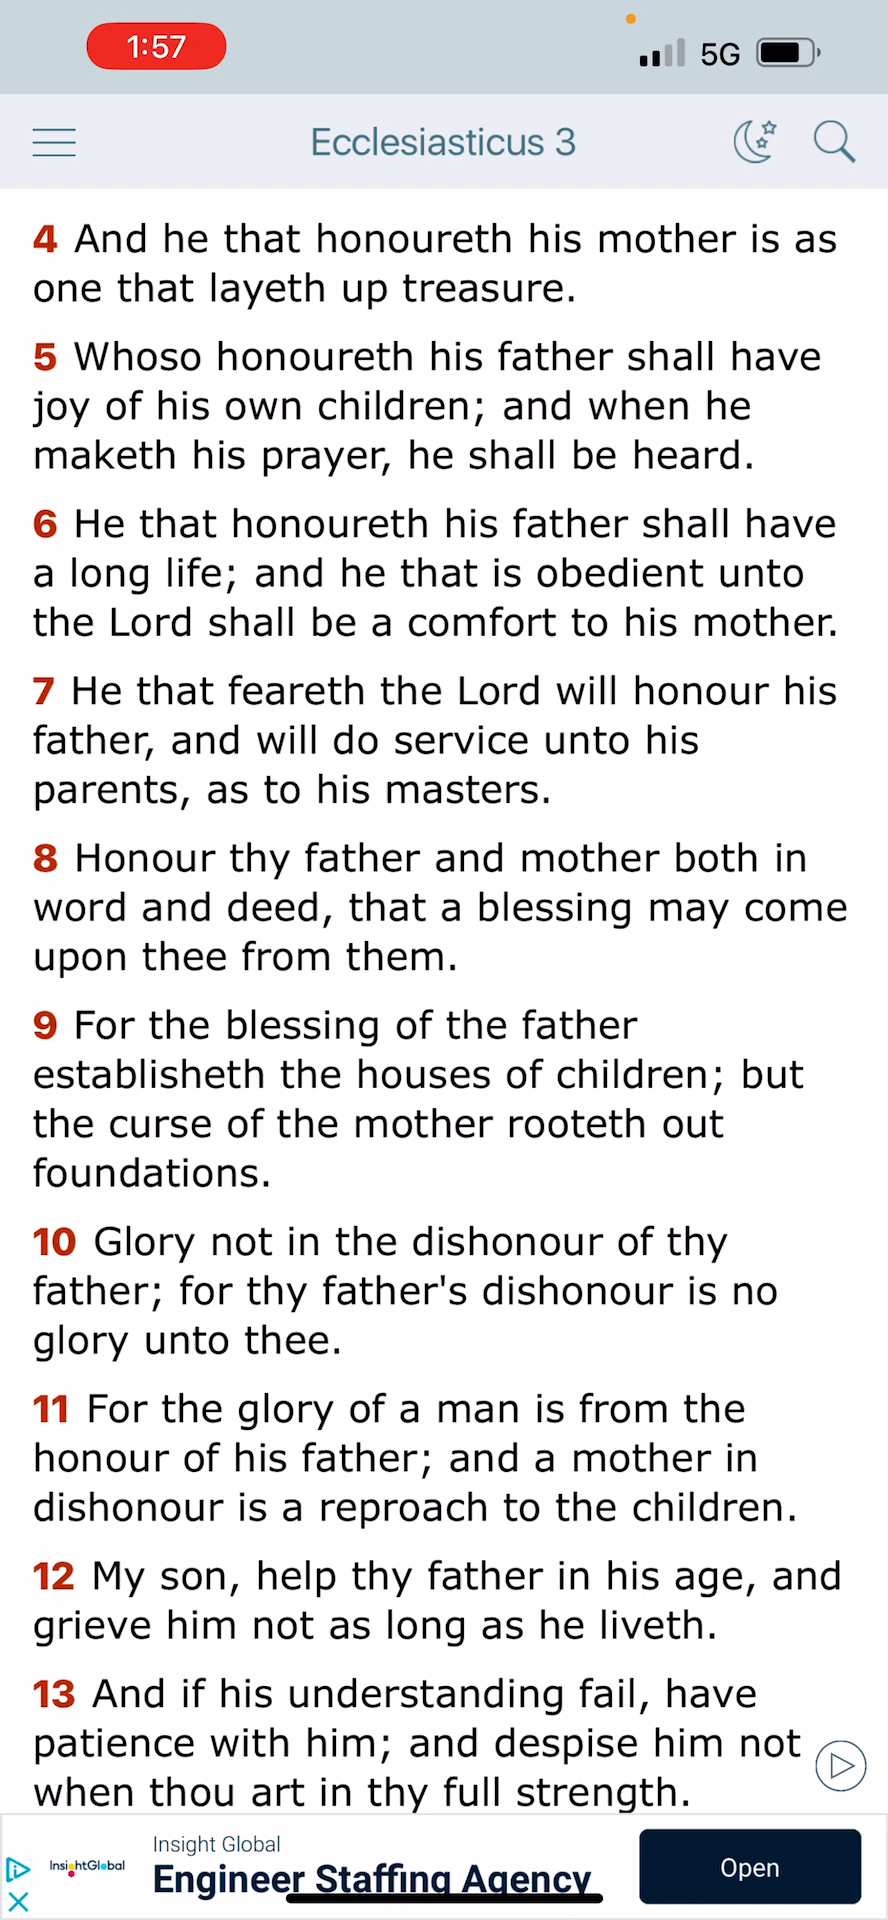 1:57
5G
Ecclesiasticus 3
4 And he that honoureth his mother is as
one that layeth up treasure.
5 Whoso honoureth his father shall have
joy of his own children; and when he
maketh his prayer, he shall be heard.
6 He that honoureth his father shall have
a long life; and he that is obedient unto
the Lord shall be a comfort to his mother.
7 He that feareth the Lord will honour his
father, and will do service unto his
parents, as to his masters.
8 Honour thy father and mother both in
word and deed, that a blessing may come
upon thee from them.
9 For the blessing of the father
establisheth the houses of children; but
the curse of the mother rooteth out
foundations.
10 Glory not in the dishonour of thy
father; for thy father's dishonour is no
glory unto thee.
11 For the glory of a man is from the
honour of his father; and a mother in
dishonour is a reproach to the children.
12 My son, help thy father in his age, and
grieve him not as long as he liveth.
13 And if his understanding fail, have
patience with him; and despise him not
when thou art in thy full strength.
InsightGlobal
Insight Global
Engineer Staffing Agency
Open